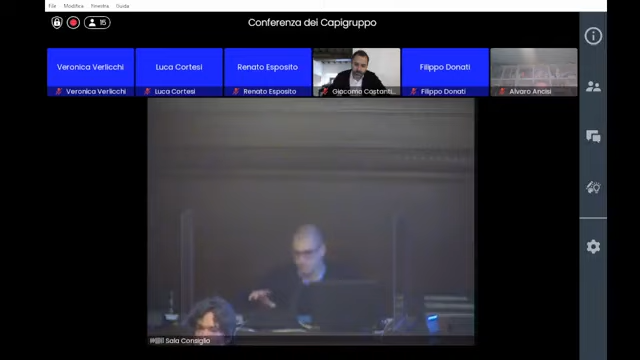 File Modifica Finestra Guida
Conferenza dei Capigruppo
15
Veronica Verlicchi Luca Cortesi Renato Esposito Filippo Donati
Veronica Verlicchi Luca Cortesi Renato Esposito Giacomo Costanti... Filippo Donati Alvaro Ancisi
Sala Consiglio